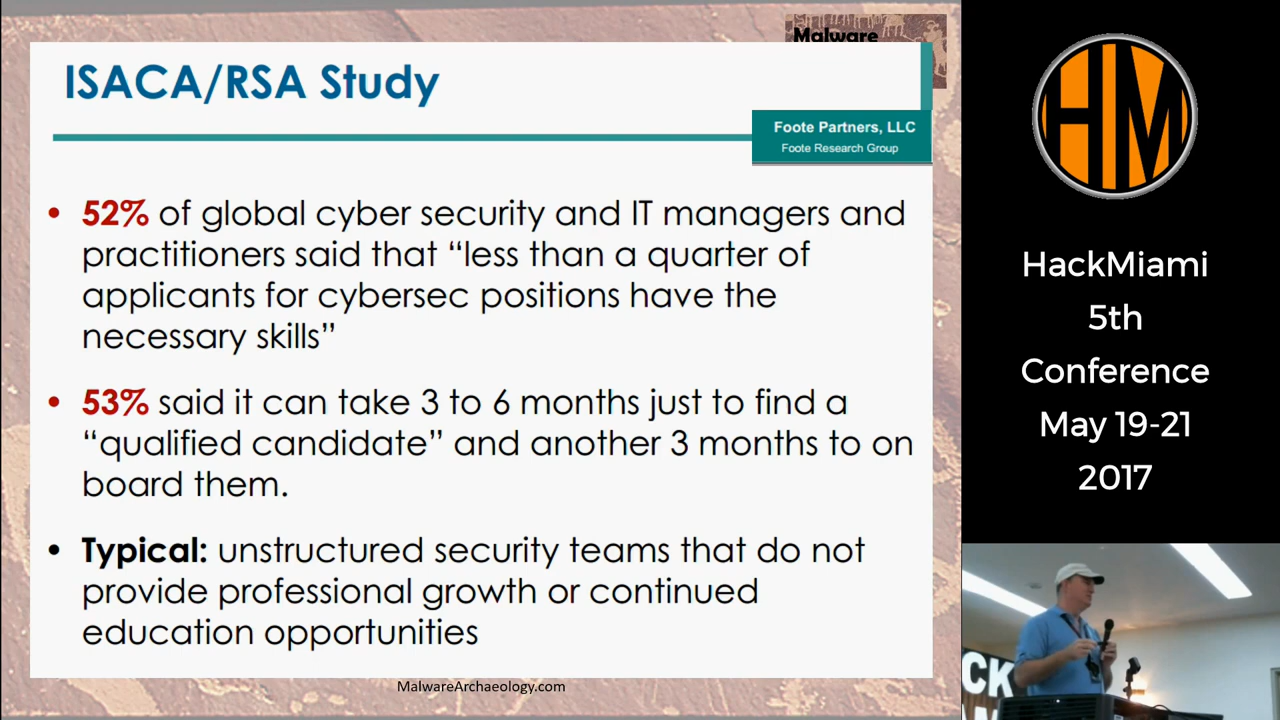 Malware
ISACA/RSA Study
Foote Partners, LLC
Foote Research Group
• 52% of global cyber security and IT managers and
practitioners said that “less than a quarter of
applicants for cybersec positions have the
necessary skills”
• 53% said it can take 3 to 6 months just to find a
“qualified candidate” and another 3 months to on
board them.
• Typical: unstructured security teams that do not
provide professional growth or continued
education opportunities
MalwareArchaeology.com
HM
HackMiami
5th
Conference
May 19-21
2017
CK